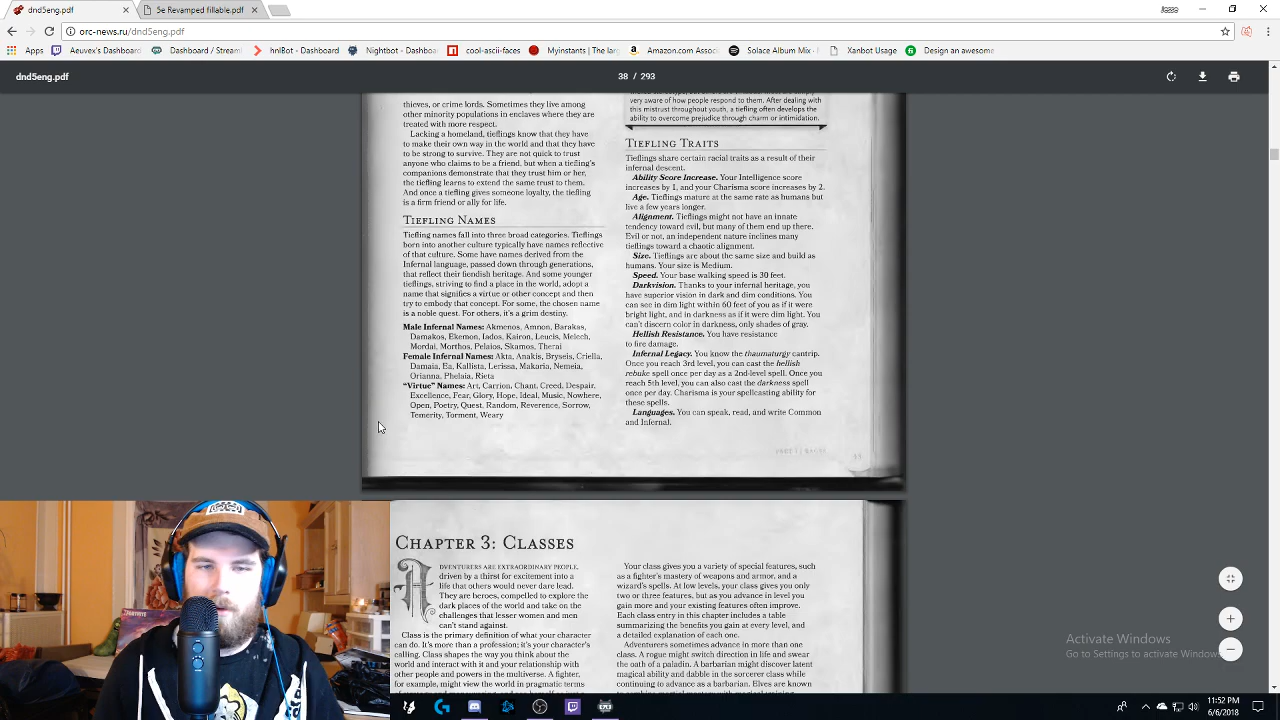 dnd5eng.pdf
5e Revamped fillable.pdf
orc-news.ru/dnd5eng.pdf
Apps
Aeuvex's Dashboard
Dashboard / Stream
hniBot - Dashboard
Nightbot - Dashboa
cool-ascii-faces
Myinstants | The larg
Amazon.com Assoc
Solace Album Mix -
Xanbot Usage
Design an awesome
dnd5eng.pdf
38 / 293
thieves, or crime lords. Sometimes they live among
other minority populations in enclaves where they are
treated with more respect.
Lacking a homeland, tieflings know that they have
to make their own way in the world and that they have
to be strong to survive. They are not quick to trust
anyone who claims to be a friend, but when a tiefling's
companions demonstrate that they trust him or her,
the tiefling learns to extend the same trust to them.
And once a tiefling gives someone loyalty, the tiefling
is a firm friend or ally for life.
Tiefling Names
Tiefling names fall into three broad categories. Tieflings
born into another culture typically have names reflective
of that culture. Some have names derived from the
Infernal language, passed down through generations,
that reflect their fiendish heritage. And some younger
tieflings, striving to find a place in the world, adopt a
name that signifies a virtue or other concept and then
try to embody that concept. For some, the chosen name
is a noble quest. For others, it's a grim destiny.
Male Infernal Names: Akmenos, Amnon, Barakas,
Damakos, Ekemon, Iados, Kairon, Leucis, Melech,
Mordai, Morthos, Pelaios, Skamos, Therai
Female Infernal Names: Akta, Anakis, Bryseis, Criella,
Damaia, Ea, Kallista, Lerissa, Makaria, Nemeia,
Orianna, Phelaia, Rieta
"Virtue" Names: Art, Carrion, Chant, Creed, Despair,
Excellence, Fear, Glory, Hope, Ideal, Music, Nowhere,
Open, Poetry, Quest, Random, Reverence, Sorrow,
Temerity, Torment, Weary
very aware of how people respond to them. After dealing with
this mistrust throughout youth, a tiefling often develops the
ability to overcome prejudice through charm or intimidation.
Tiefling Traits
Tieflings share certain racial traits as a result of their
infernal descent.
Ability Score Increase. Your Intelligence score
increases by 1, and your Charisma score increases by 2.
Age. Tieflings mature at the same rate as humans but
live a few years longer.
Alignment. Tieflings might not have an innate
tendency toward evil, but many of them end up there.
Evil or not, an independent nature inclines many
tieflings toward a chaotic alignment.
Size. Tieflings are about the same size and build as
humans. Your size is Medium.
Speed. Your base walking speed is 30 feet.
Darkvision. Thanks to your infernal heritage, you
have superior vision in dark and dim conditions. You
can see in dim light within 60 feet of you as if it were
bright light, and in darkness as if it were dim light. You
can't discern color in darkness, only shades of gray.
Hellish Resistance. You have resistance
to fire damage.
Infernal Legacy. You know the thaumaturgy cantrip.
Once you reach 3rd level, you can cast the hellish
rebuke spell once per day as a 2nd-level spell. Once you
reach 5th level, you can also cast the darkness spell
once per day. Charisma is your spellcasting ability for
these spells.
Languages. You can speak, read, and write Common
and Infernal.
Chapter 3: Classes
Adventurers are extraordinary people,
driven by a thirst for excitement into a
life that others would never dare lead.
They are heroes, compelled to explore the
dark places of the world and take on the
challenges that lesser women and men
can't stand against.
Class is the primary definition of what your character
can do. It's more than a profession; it's your character's
calling. Class shapes the way you think about the
world and interact with it and your relationship with
other people and powers in the multiverse. A fighter,
for example, might view the world in pragmatic terms
Your class gives you a variety of special features, such
as a fighter's mastery of weapons and armor, and a
wizard's spells. At low levels, your class gives you only
two or three features, but as you advance in level you
gain more and your existing features often improve.
Each class entry in this chapter includes a table
summarizing the benefits you gain at every level, and
a detailed explanation of each one.
Adventurers sometimes advance in more than one
class. A rogue might switch direction in life and swear
the oath of a paladin. A barbarian might discover latent
magical ability and dabble in the sorcerer class while
continuing to advance as a barbarian. Elves are known
Activate Windows
Go to Settings to activate Window
11:52 PM
6/6/2018